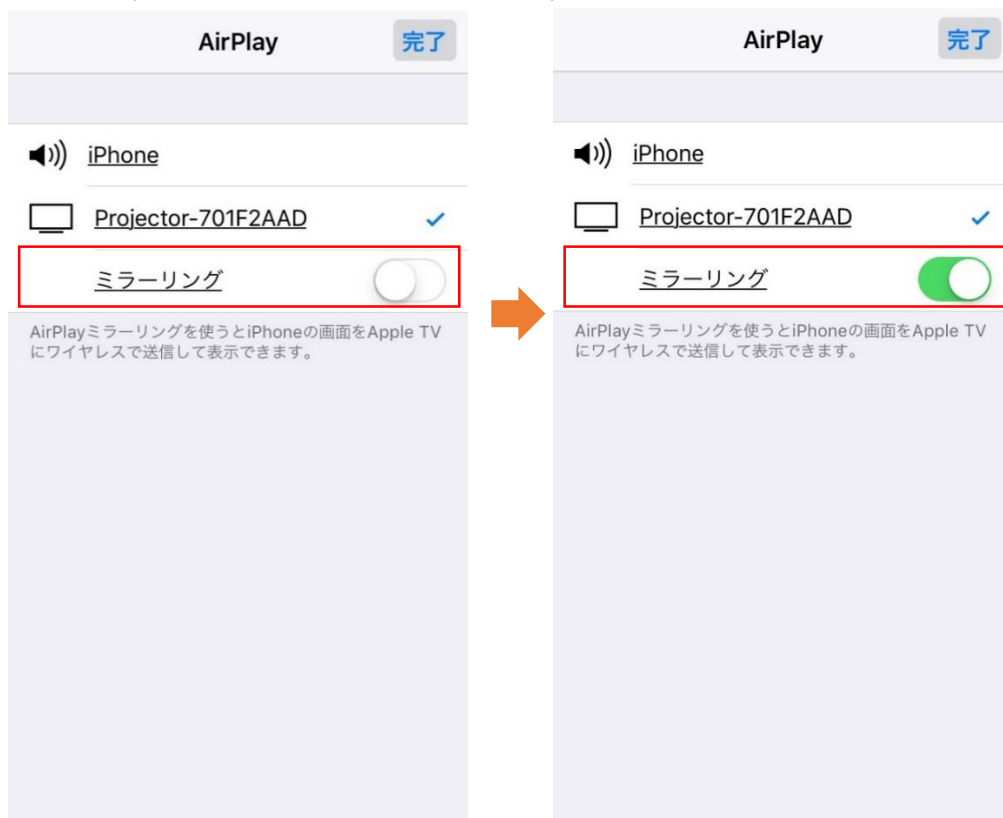 AirPlay 完了
iPhone
Projector-701F2AAD
ミラーリング
AirPlayミラーリングを使うとiPhoneの画面をApple TV
にワイヤレスで送信して表示できます。
AirPlay 完了
iPhone
Projector-701F2AAD
ミラーリング
AirPlayミラーリングを使うとiPhoneの画面をApple TV
にワイヤレスで送信して表示できます。